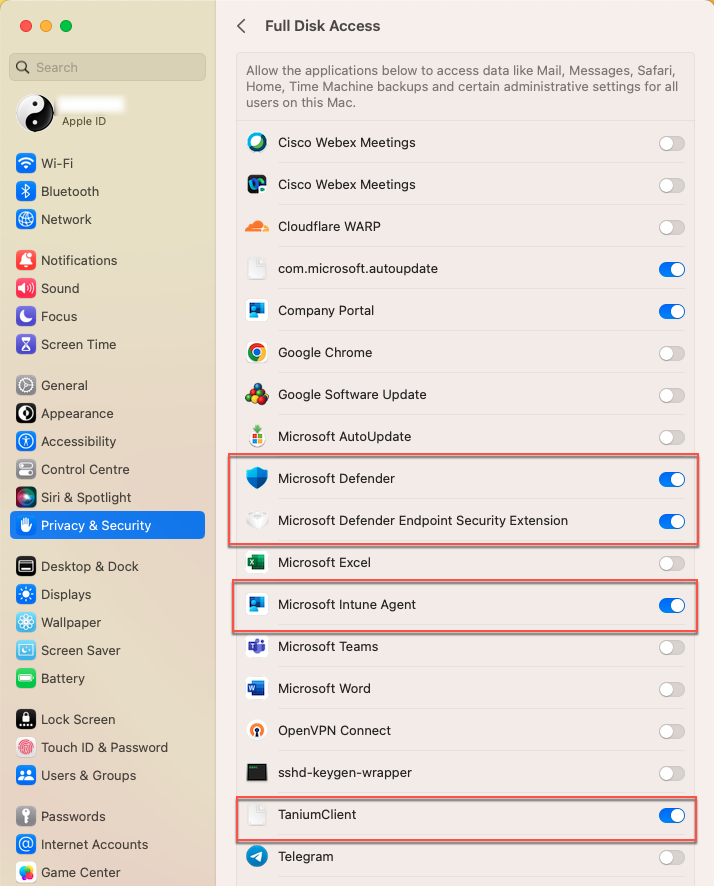 Full Disk Access
Search
Apple ID
Wi-Fi
Bluetooth
Network
Notifications
Sound
Focus
Screen Time
General
Appearance
Accessibility
Control Centre
Siri & Spotlight
Privacy & Security
Desktop & Dock
Displays
Wallpaper
Screen Saver
Battery
Lock Screen
Touch ID & Password
Users & Groups
Passwords
Internet Accounts
Game Center
Allow the applications below to access data like Mail, Messages, Safari,
Home, Time Machine backups and certain administrative settings for all
users on this Mac.
Cisco Webex Meetings
Cisco Webex Meetings
Cloudflare WARP
com.microsoft.autoupdate
Company Portal
Google Chrome
Google Software Update
Microsoft AutoUpdate
Microsoft Defender
Microsoft Defender Endpoint Security Extension
Microsoft Excel
Microsoft Intune Agent
Microsoft Teams
Microsoft Word
OpenVPN Connect
sshd-keygen-wrapper
TaniumClient
Telegram